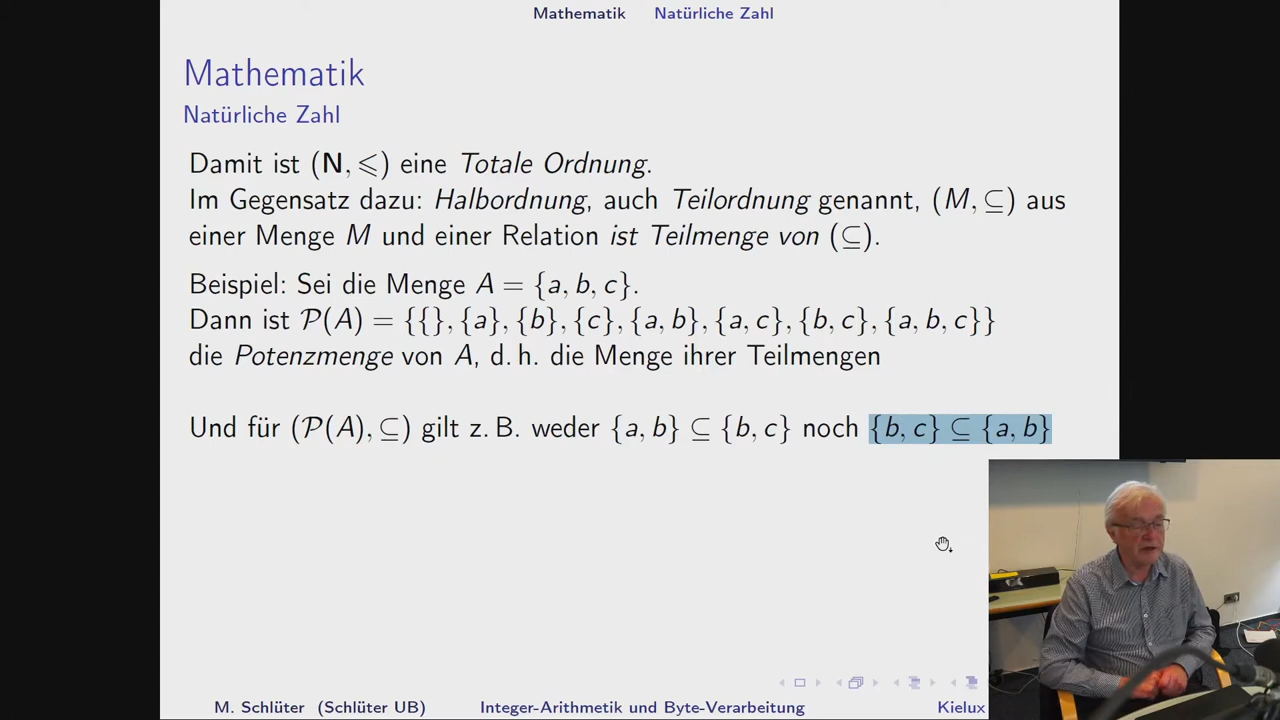 Mathematik Natürliche Zahl
Mathematik
Natürliche Zahl
Damit ist (N, ⩽) eine Totale Ordnung.
Im Gegensatz dazu: Halbordnung, auch Teilordnung genannt, (M, ⊆) aus
einer Menge M und einer Relation ist Teilmenge von (⊆).
Beispiel: Sei die Menge A = {a, b, c}.
Dann ist 𝒫(A) = {{}, {a}, {b}, {c}, {a, b}, {a, c}, {b, c}, {a, b, c}}
die Potenzmenge von A, d. h. die Menge ihrer Teilmengen
Und für (𝒫(A), ⊆) gilt z. B. weder {a, b} ⊆ {b, c} noch {b, c} ⊆ {a, b}
M. Schlüter (Schlüter UB) Integer-Arithmetik und Byte-Verarbeitung Kielux